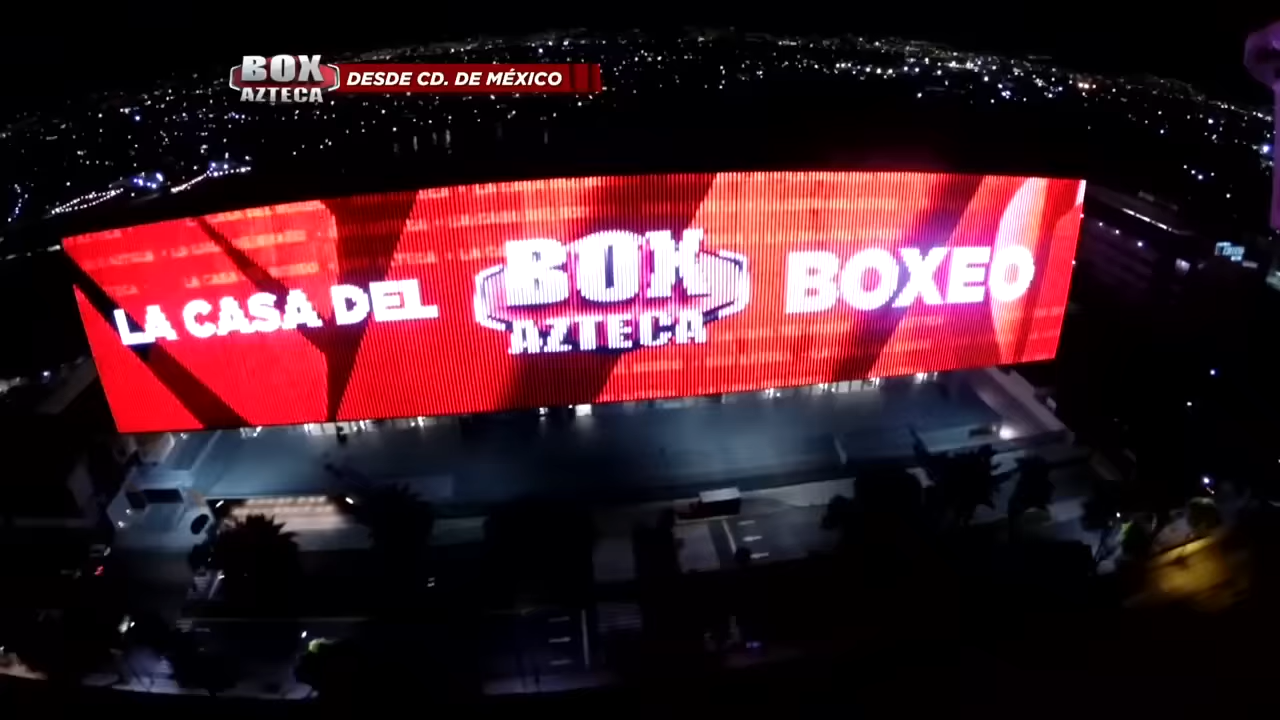 BOX
AZTECA
DESDE CD. DE MÉXICO
LA CASA DEL
BOX
AZTECA
BOXEO